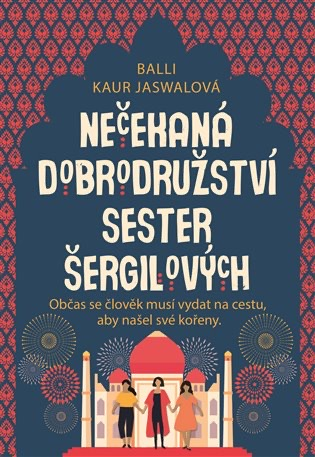 BALLI
KAUR JASWALOVÁ
NEČEKANÁ
DOBRODRUŽSTVÍ
SESTER
ŠERGILOVÝCH
Občas se člověk musí vydat na cestu,
aby našel své kořeny.